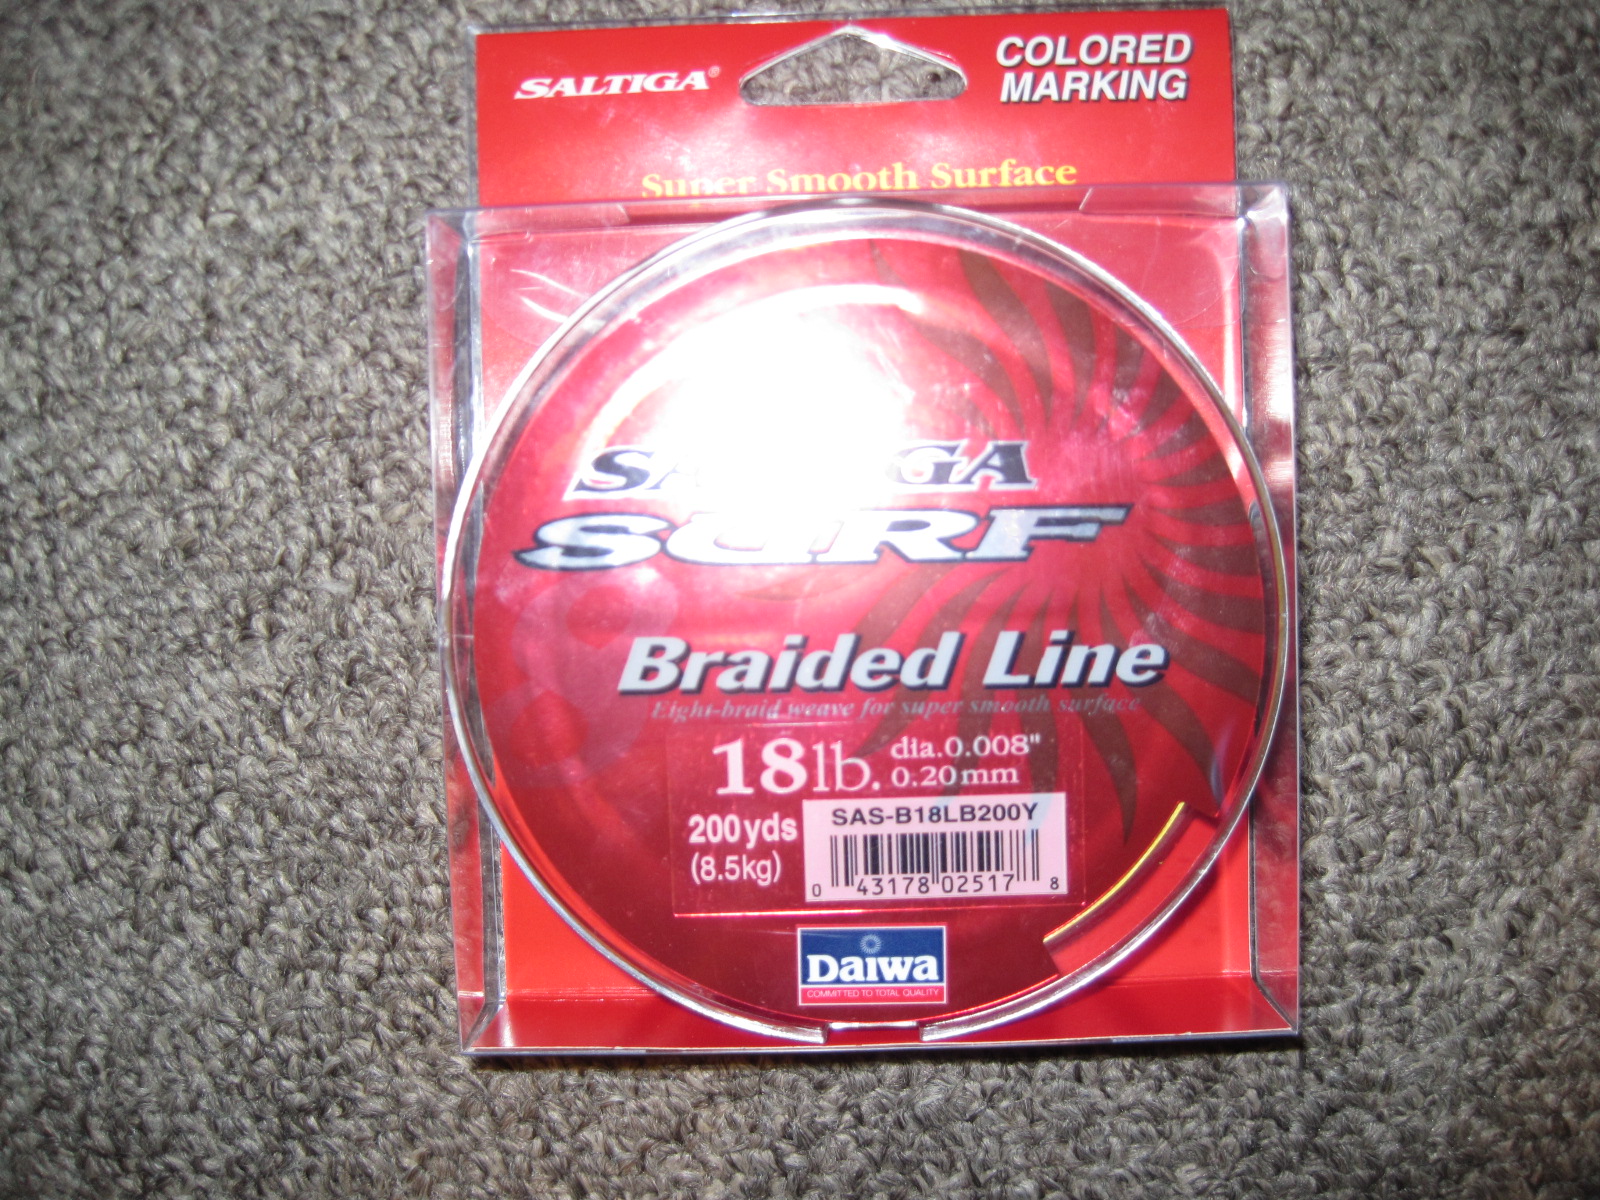 SALTIGA®
COLORED
MARKING
Super Smooth Surface
SALTIGA
SURF
Braided Line
Eight-braid weave for super smooth surface
18lb.
dia.0.008"
0.20mm
200yds
(8.5kg)
SAS-B18LB200Y
0 43178 02517 8
DAIWA
COMMITTED TO TOTAL QUALITY